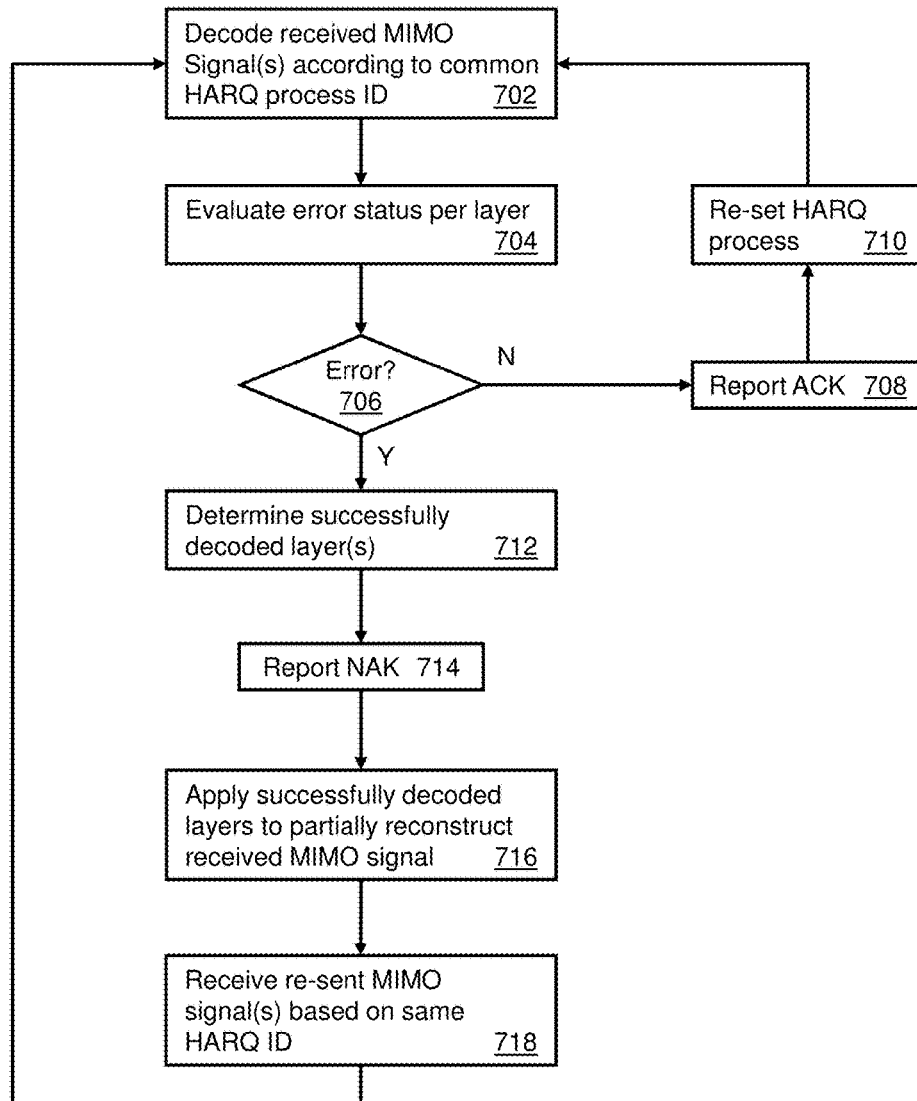 Decode received MIMO
Signal(s) according to common
HARQ process ID 702
Evaluate error status per layer
704
Re-set HARQ
process 710
Error?
706
N
Report ACK 708
Y
Determine successfully
decoded layer(s) 712
Report NAK 714
Apply successfully decoded
layers to partially reconstruct
received MIMO signal 716
Receive re-sent MIMO
signal(s) based on same
HARQ ID 718